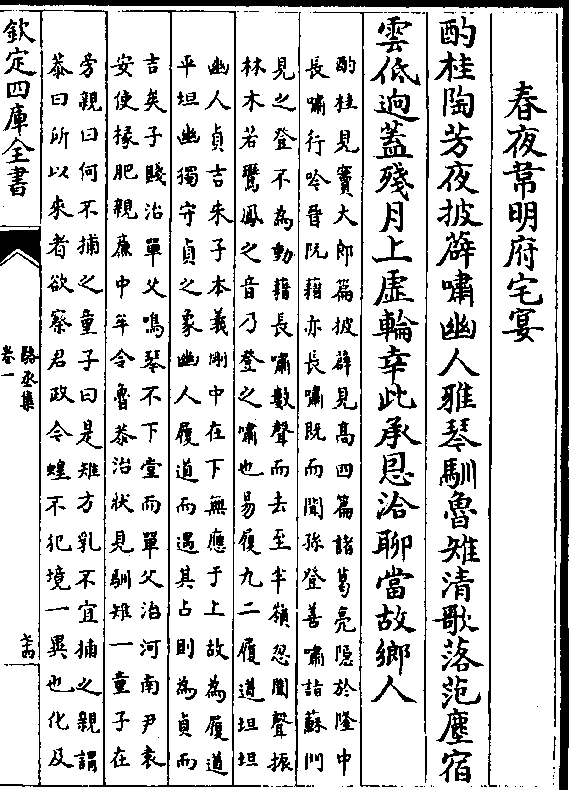 春夜韋明府宅宴
酌桂陶芳夜披薜嘯幽人雅琴馴魯雉清歌落范塵宿
雲低迥蓋殘月上虛輪幸此承恩洽聊當故鄉人
酌桂見竇大郎篇披薜見高四篇諸葛亮隱於隆中
長嘯行吟晉阮籍亦長嘯既而聞孫登善嘯詣蘇門
見之登不為動籍長嘯數聲而去至半嶺忽聞聲振
林木若鸞鳳之音乃登之嘯也易履九二履道坦坦
幽人貞吉朱子本義剛中在下無應于上故為履道
平坦幽獨守貞之象幽人履道而遇其占則為貞而
吉矣子賤治單父鳴琴不下堂而單父治河南尹袁
安使掾肥親廉中牟令魯恭治狀見馴雉一童子在
旁親曰何不捕之童子曰是雉方乳不宜捕之親謂
恭曰所以來者欲察君政今蝗不犯境一異也化及
欽定四庫全書
駱丞集
卷一